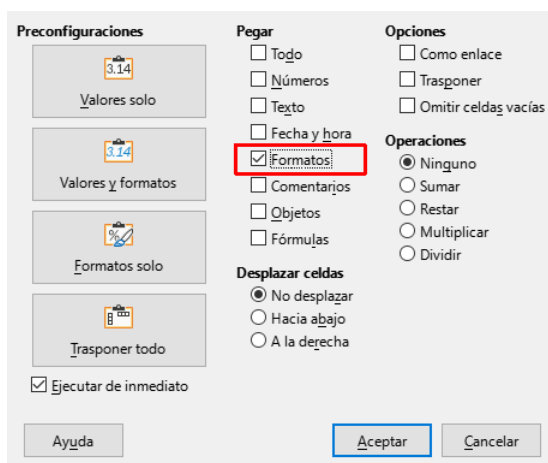 Preconfiguraciones
3.14
Valores solo
3.14
Valores y formatos
%
Formatos solo
Trasponer todo
Ejecutar de inmediato
Pegar
Todo
Números
Texto
Fecha y hora
Formatos
Comentarios
Objetos
Fórmulas
Desplazar celdas
No desplazar
Hacia abajo
A la derecha
Opciones
Como enlace
Trasponer
Omitir celdas vacías
Operaciones
Ninguno
Sumar
Restar
Multiplicar
Dividir
Ayuda
Aceptar
Cancelar